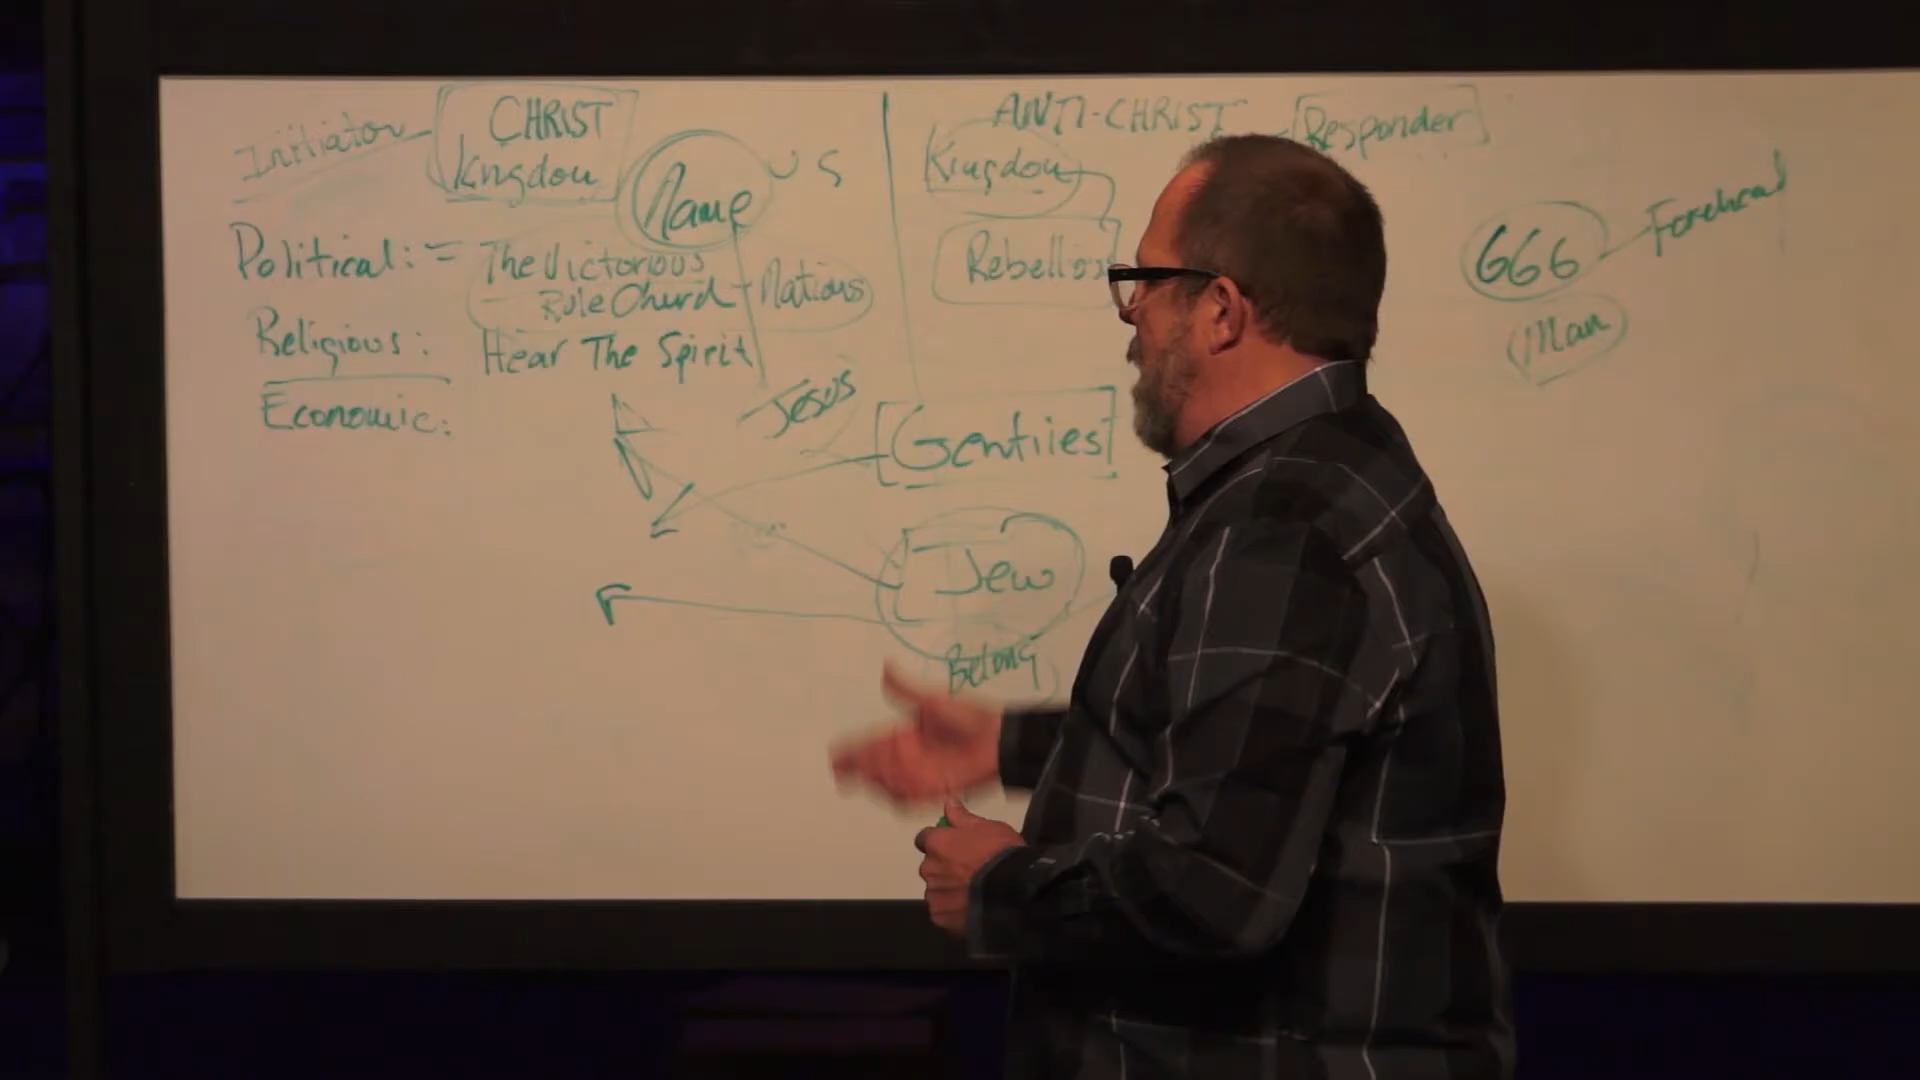 Initiator
CHRIST
Kingdom
Name
US
Political: = The Victorious
Rule Church - Nations
Religious: Hear The Spirit
Economic:
Jesus
ANTI-CHRIST
[Responder]
Kingdom
Rebellion
[Gentiles]
Jew
Belong
666 - Forehead
Man